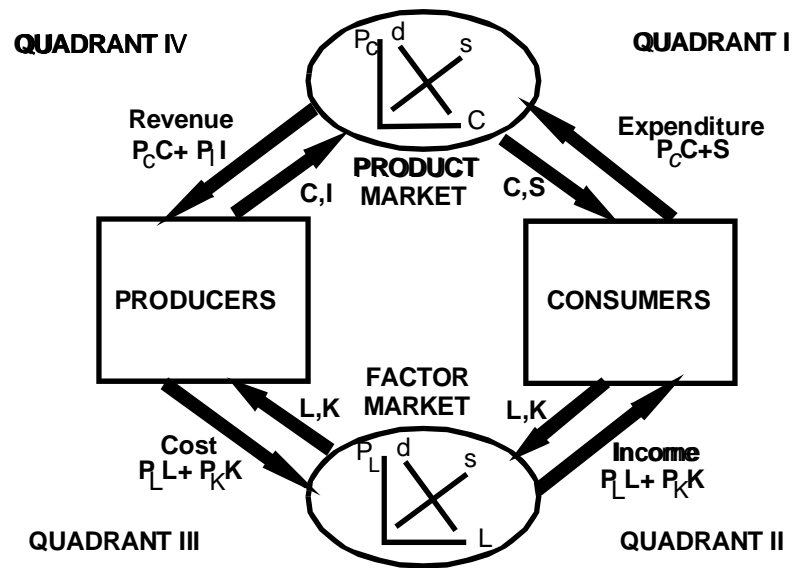 QUADRANT IV
QUADRANT I
P_C d s
C
Revenue
P_C C+ P_I I
Expenditure
P_C C+S
PRODUCT
MARKET
C,I
C,S
PRODUCERS
CONSUMERS
FACTOR
MARKET
L,K
L,K
Cost
P_L L+ P_K K
P_L d s
L
Income
P_L L+ P_K K
QUADRANT III
QUADRANT II